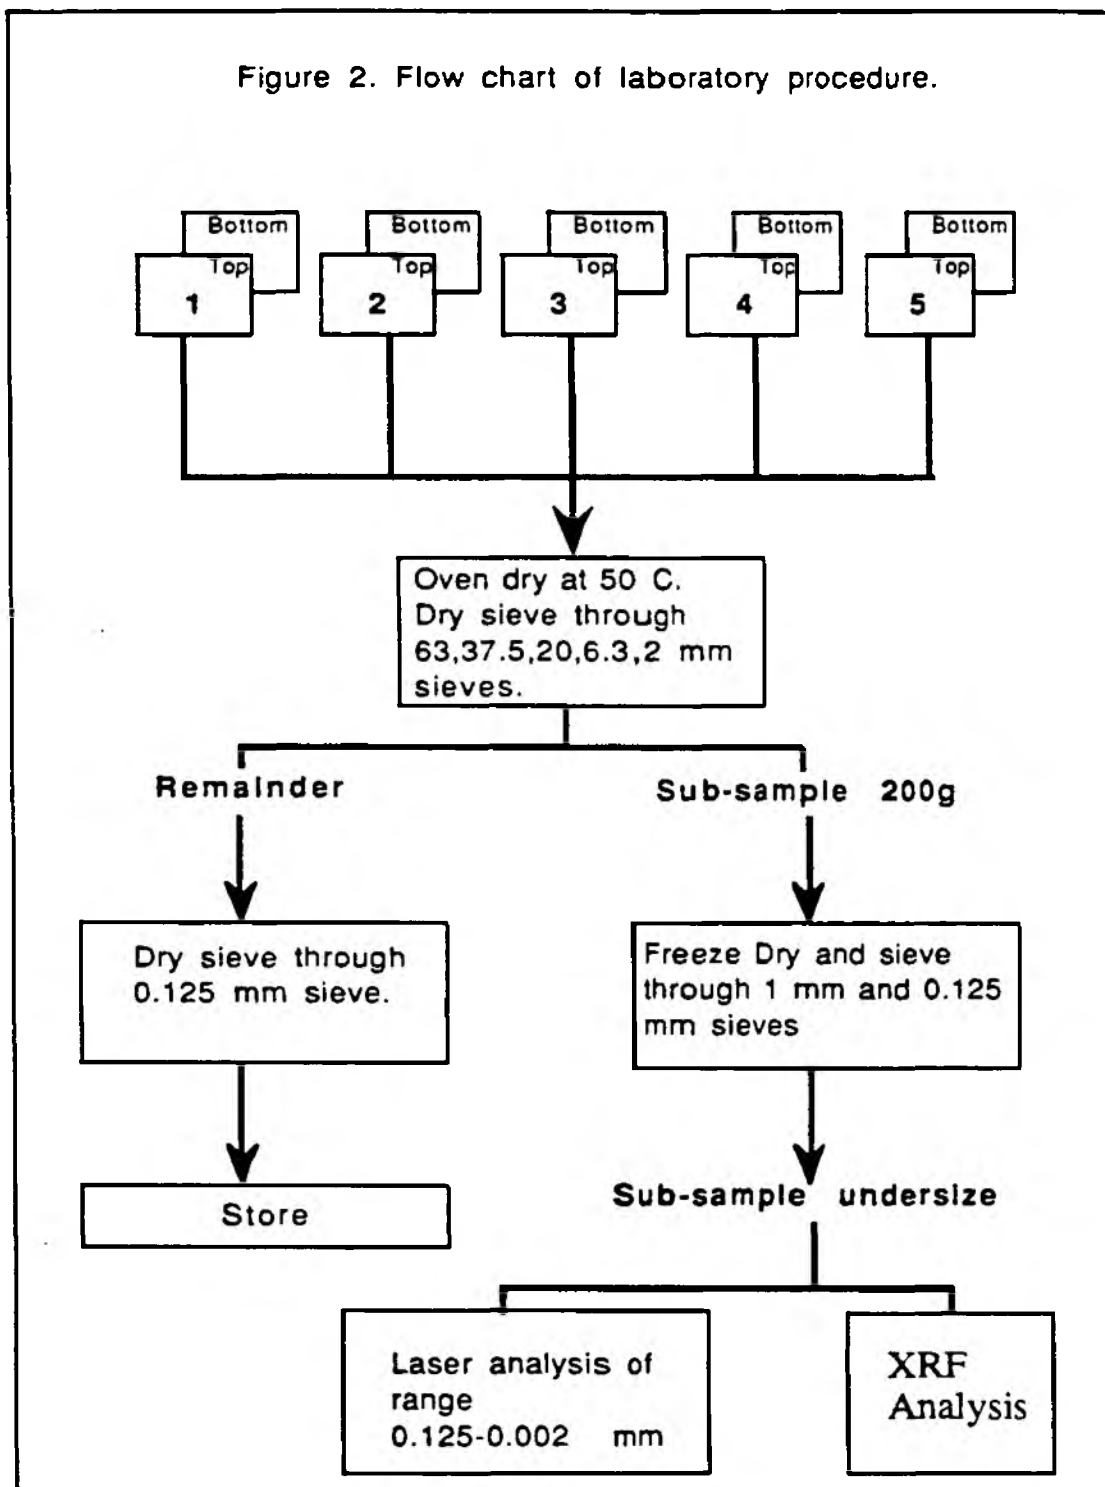 Figure 2. Flow chart of laboratory procedure.
Bottom Bottom Bottom Bottom Bottom
Top Top Top Top Top
1 2 3 4 5
Oven dry at 50 C.
Dry sieve through
63,37.5,20,6.3,2 mm
sieves.
Remainder
Sub-sample 200g
Dry sieve through
0.125 mm sieve.
Freeze Dry and sieve
through 1 mm and 0.125
mm sieves
Store
Sub-sample undersize
Laser analysis of
range
0.125-0.002 mm
XRF
Analysis